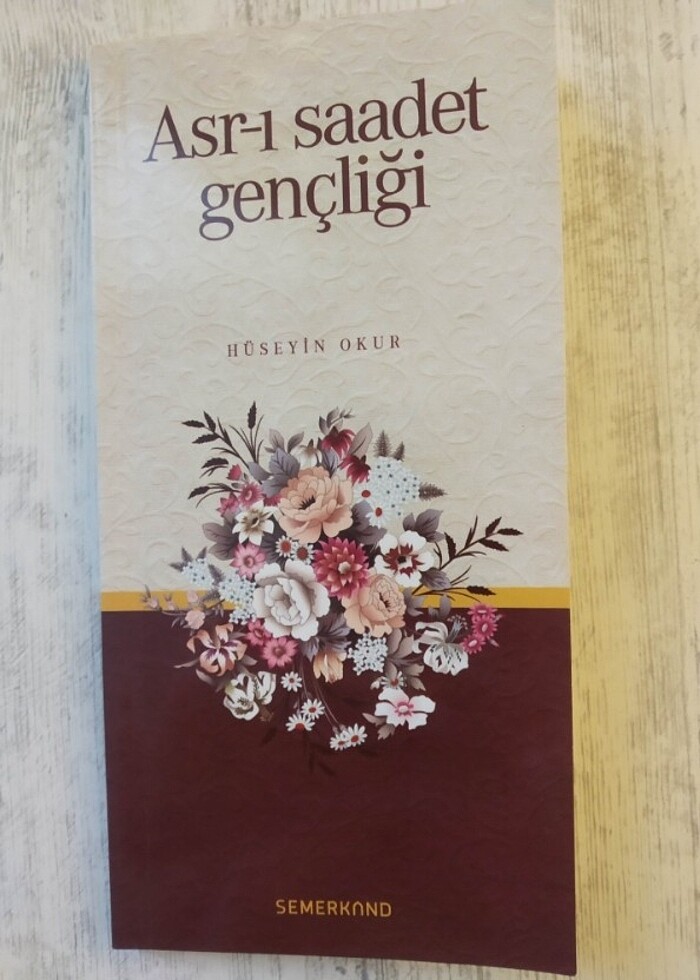 Asr-ı saadet
gençliği
HÜSEYİN OKUR
SEMERKAND